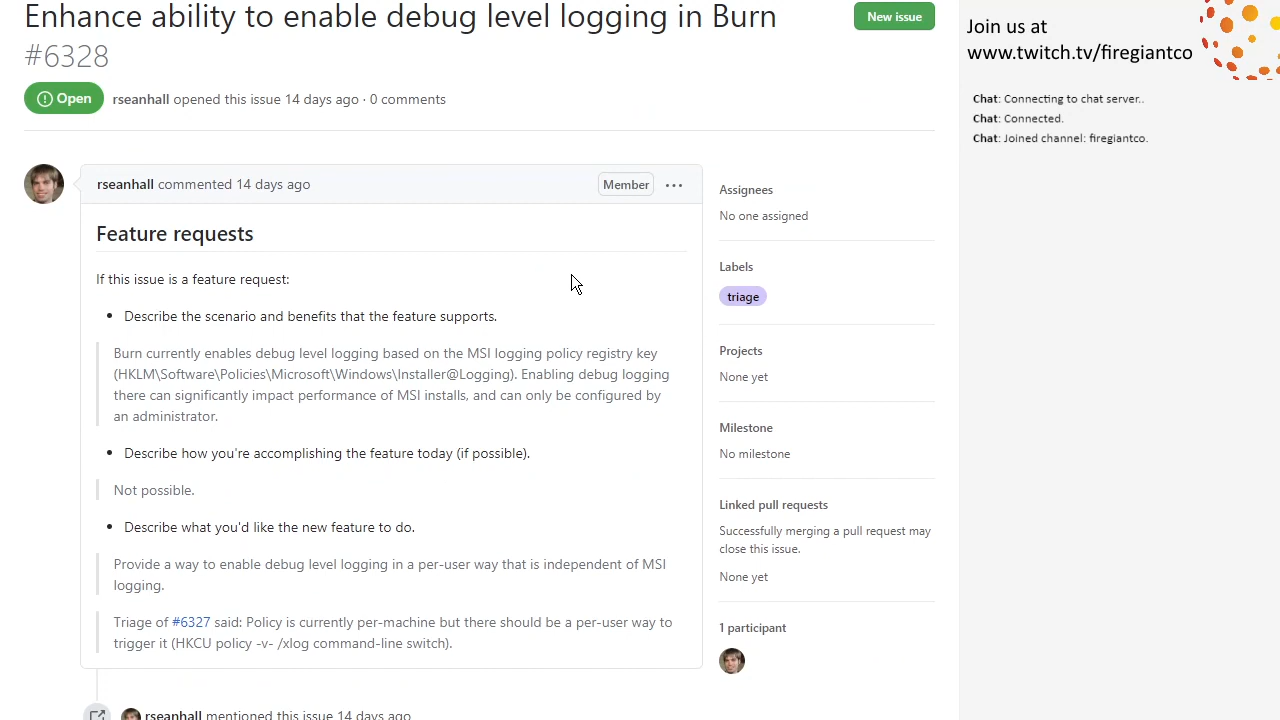 Enhance ability to enable debug level logging in Burn
#6328
New issue
Open
rseanhall opened this issue 14 days ago · 0 comments
rseanhall commented 14 days ago
Member
Feature requests
If this issue is a feature request:
• Describe the scenario and benefits that the feature supports.
Burn currently enables debug level logging based on the MSI logging policy registry key
(HKLM\Software\Policies\Microsoft\Windows\Installer@Logging). Enabling debug logging
there can significantly impact performance of MSI installs, and can only be configured by
an administrator.
• Describe how you're accomplishing the feature today (if possible).
Not possible.
• Describe what you'd like the new feature to do.
Provide a way to enable debug level logging in a per-user way that is independent of MSI
logging.
Triage of #6327 said: Policy is currently per-machine but there should be a per-user way to
trigger it (HKCU policy -v- /xlog command-line switch).
rseanhall mentioned this issue 14 days ago
Assignees
No one assigned
Labels
triage
Projects
None yet
Milestone
No milestone
Linked pull requests
Successfully merging a pull request may
close this issue.
None yet
1 participant
Join us at
www.twitch.tv/firegiantco
Chat: Connecting to chat server..
Chat: Connected.
Chat: Joined channel: firegiantco.